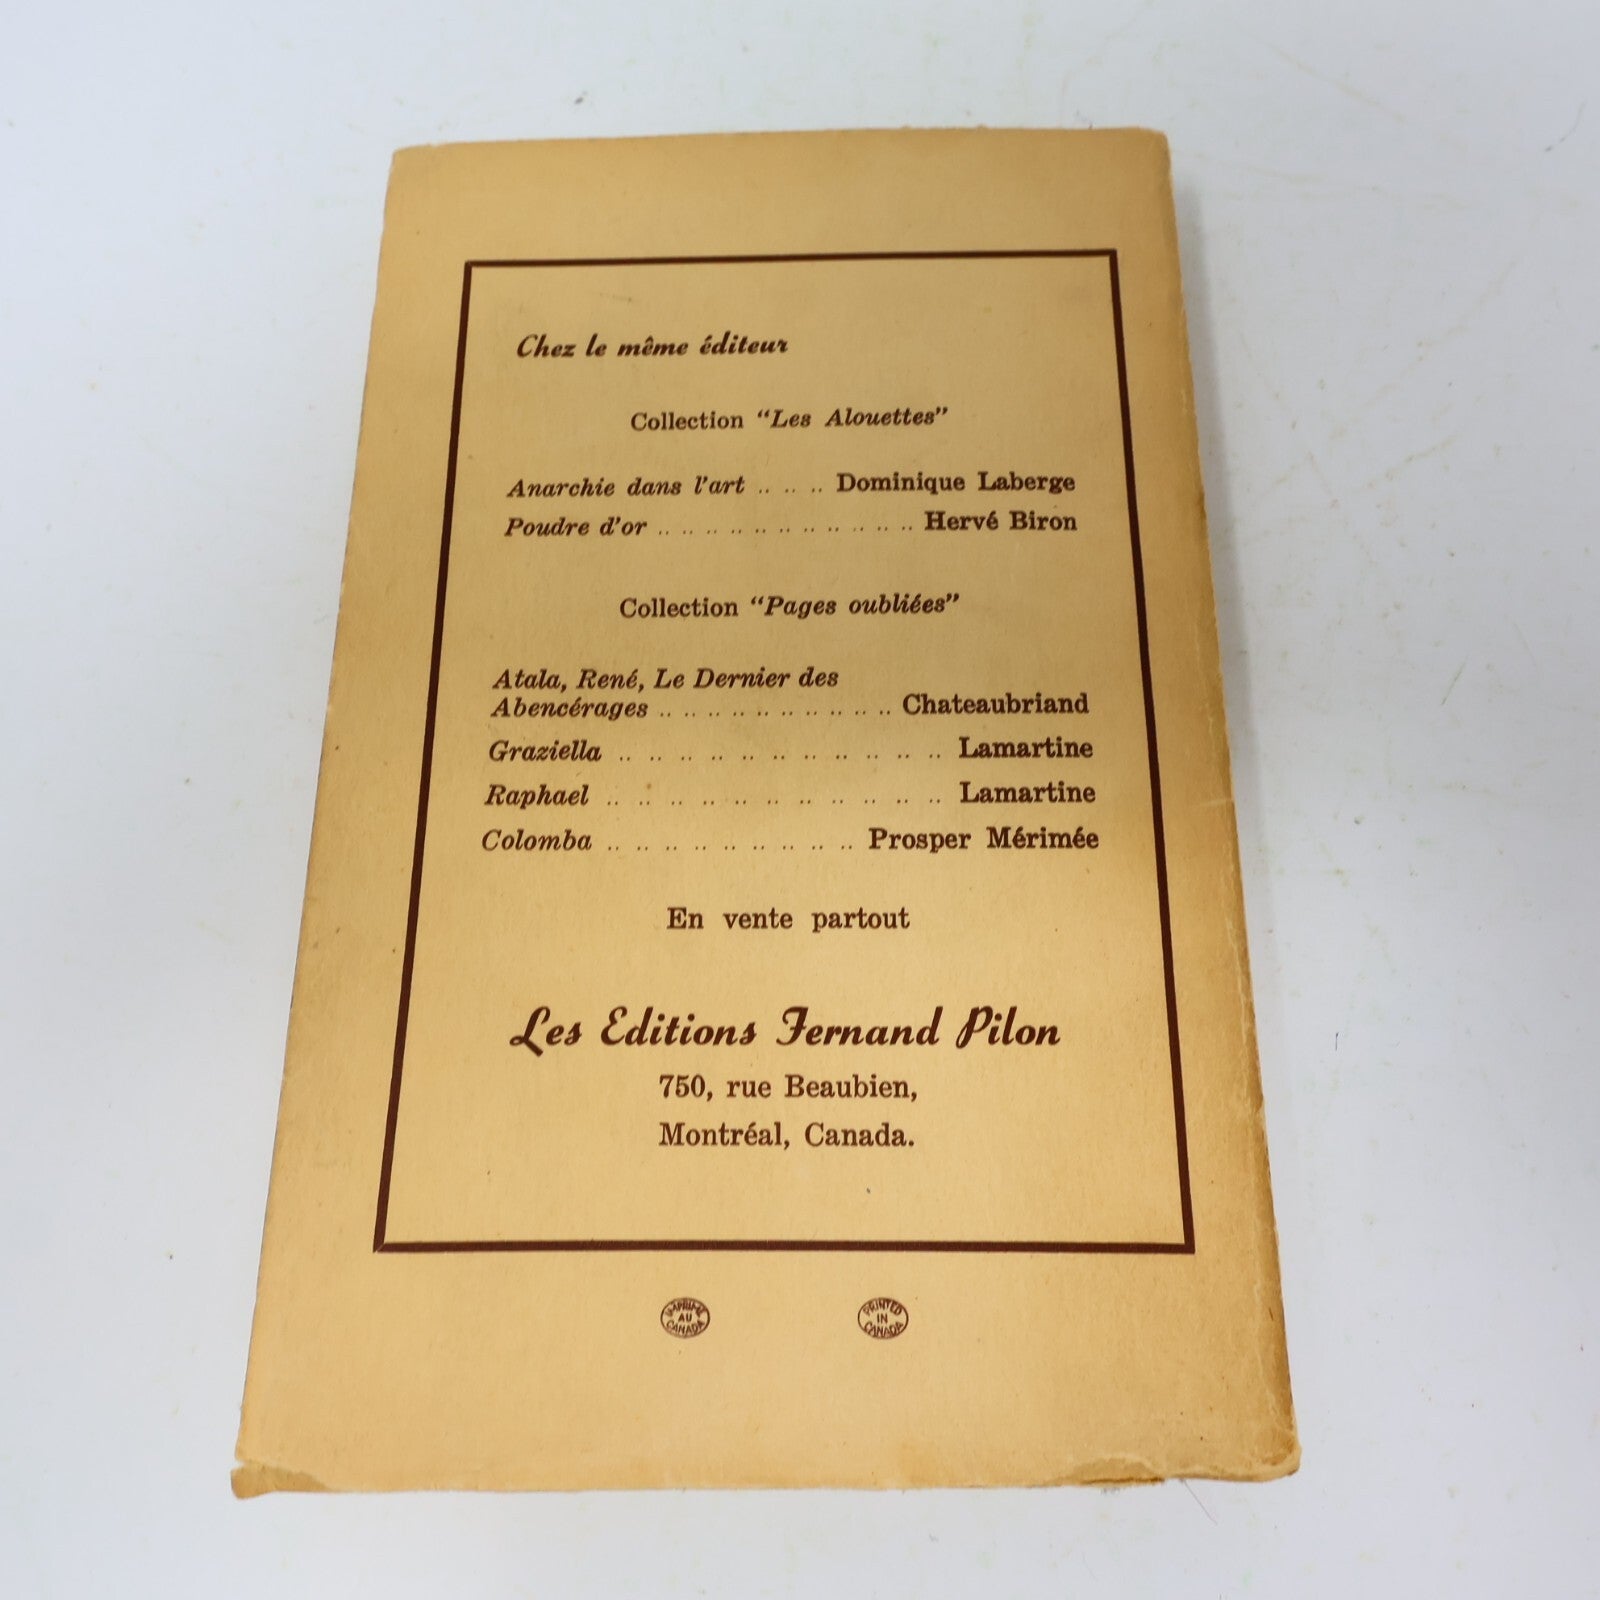 Chez le même éditeur
Collection "Les Alouettes"
Anarchie dans l'art .. .. .. Dominique Laberge
Poudre d'or .. .. .. .. .. .. .. .. .. .. .. Hervé Biron
Collection "Pages oubliées"
Atala, René, Le Dernier des
Abencérages .. .. .. .. .. .. .. .. .. .. Chateaubriand
Graziella .. .. .. .. .. .. .. .. .. .. .. Lamartine
Raphael .. .. .. .. .. .. .. .. .. .. .. Lamartine
Colomba .. .. .. .. .. .. .. .. .. Prosper Mérimée
En vente partout
Les Editions Fernand Pilon
750, rue Beaubien,
Montréal, Canada.
IMPRIMÉ AU CANADA
PRINTED IN CANADA